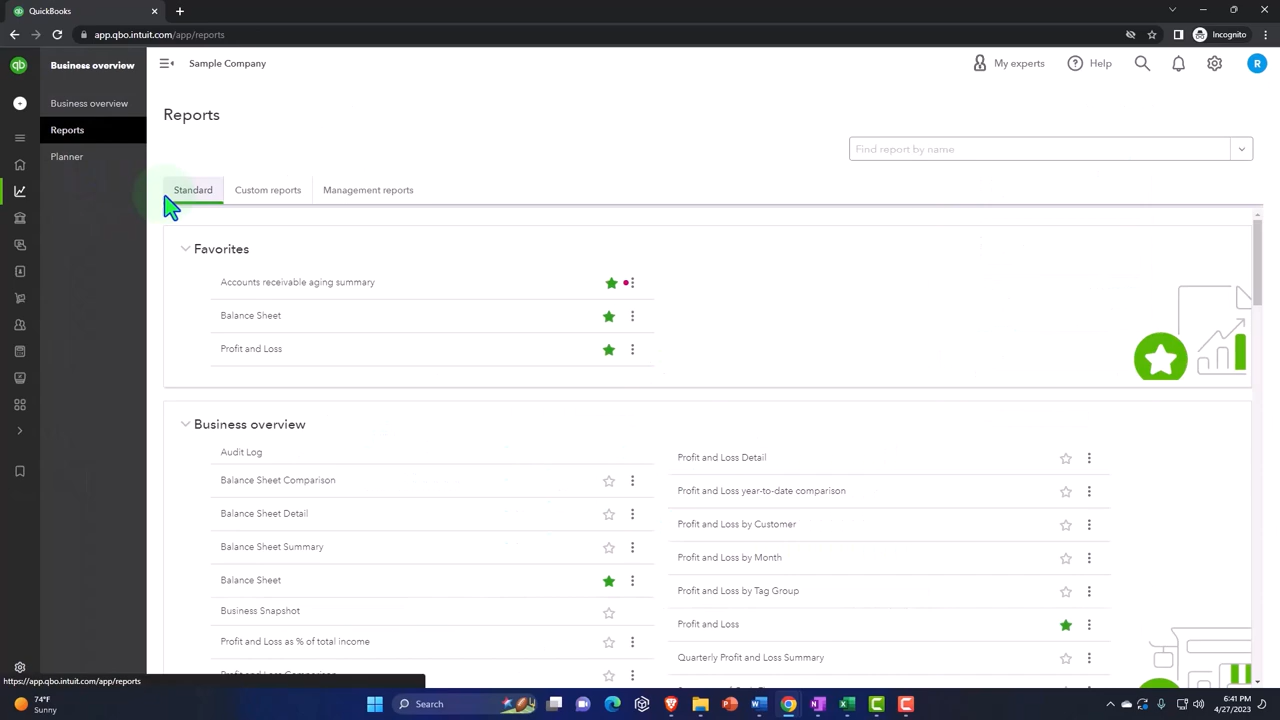 QuickBooks
app.qbo.intuit.com/app/reports
Incognito
Business overview
Sample Company
My experts
Help
R
Business overview
Reports
Planner
Reports
Find report by name
Standard
Custom reports
Management reports
Favorites
Accounts receivable aging summary
Balance Sheet
Profit and Loss
Business overview
Audit Log
Balance Sheet Comparison
Balance Sheet Detail
Balance Sheet Summary
Balance Sheet
Business Snapshot
Profit and Loss as % of total income
Profit and Loss Comparison
Profit and Loss Detail
Profit and Loss year-to-date comparison
Profit and Loss by Customer
Profit and Loss by Month
Profit and Loss by Tag Group
Profit and Loss
Quarterly Profit and Loss Summary
https://app.qbo.intuit.com/app/reports
74°F
Sunny
Search
6:41 PM
4/27/2023